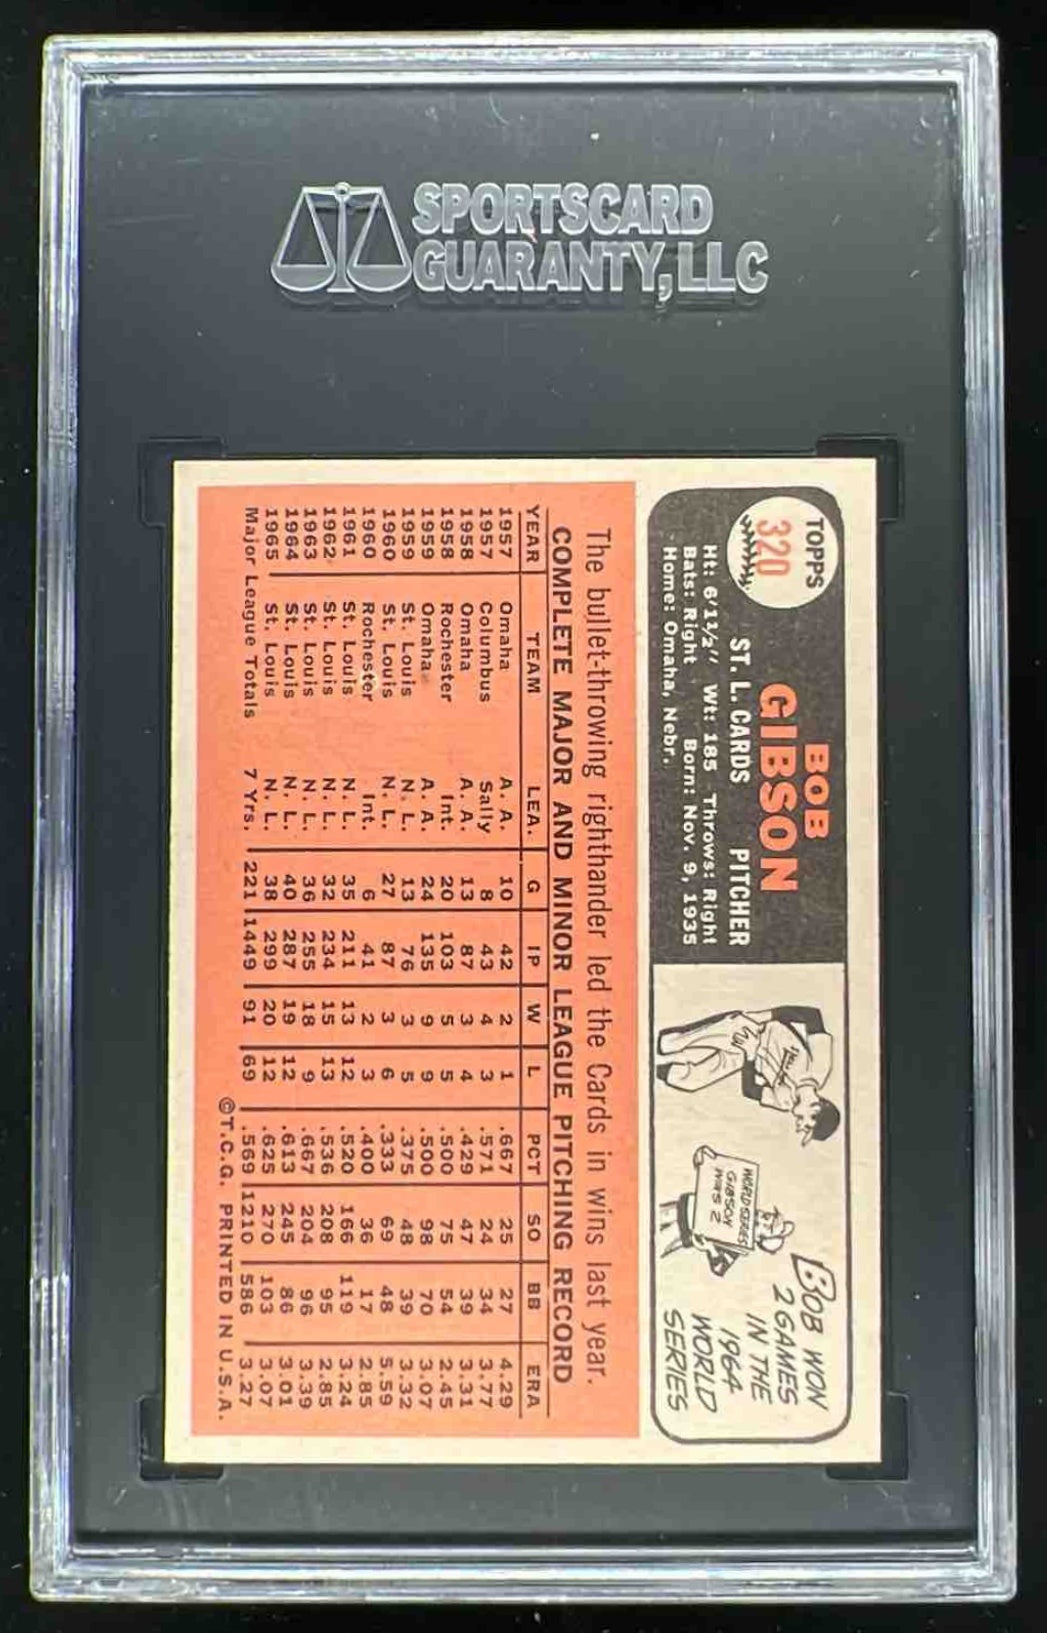 SPORTSCARD
GUARANTY, LLC
TOPPS
320
BOB
GIBSON
ST. L. CARDS PITCHER
Ht: 6'11/2" Wt: 185 Throws: Right
Bats: Right Born: Nov. 9, 1935
Home: Omaha, Nebr.
WORLD SERIES
GIBSON
WINS 2
BOB WON
2 GAMES
IN THE
1964
WORLD
SERIES
The bullet-throwing righthander led the Cards in wins last year.
COMPLETE MAJOR AND MINOR LEAGUE PITCHING RECORD
YEAR TEAM LEA. G IP W L PCT SO BB ERA
1957 Omaha A. A. 10 42 2 1 .667 25 27 4.29
1957 Columbus Sally 8 43 4 3 .571 24 34 3.77
1958 Omaha A. A. 13 87 3 4 .429 47 39 3.31
1958 Rochester Int. 20 103 5 5 .500 75 54 2.45
1959 Omaha A. A. 24 135 9 9 .500 98 70 3.07
1959 St. Louis N. L. 13 76 3 5 .375 48 39 3.32
1960 St. Louis N. L. 27 87 3 6 .333 69 48 5.59
1960 Rochester Int. 6 41 2 3 .400 36 17 2.85
1961 St. Louis N. L. 35 211 13 12 .520 166 119 3.24
1962 St. Louis N. L. 32 234 15 13 .536 208 95 2.85
1963 St. Louis N. L. 36 255 18 9 .667 204 96 3.39
1964 St. Louis N. L. 40 287 19 12 .613 245 86 3.01
1965 St. Louis N. L. 38 299 20 12 .625 270 103 3.07
Major League Totals 7 Yrs. 221 1449 91 69 .569 1210 586 3.27
©T.C.G. PRINTED IN U.S.A.